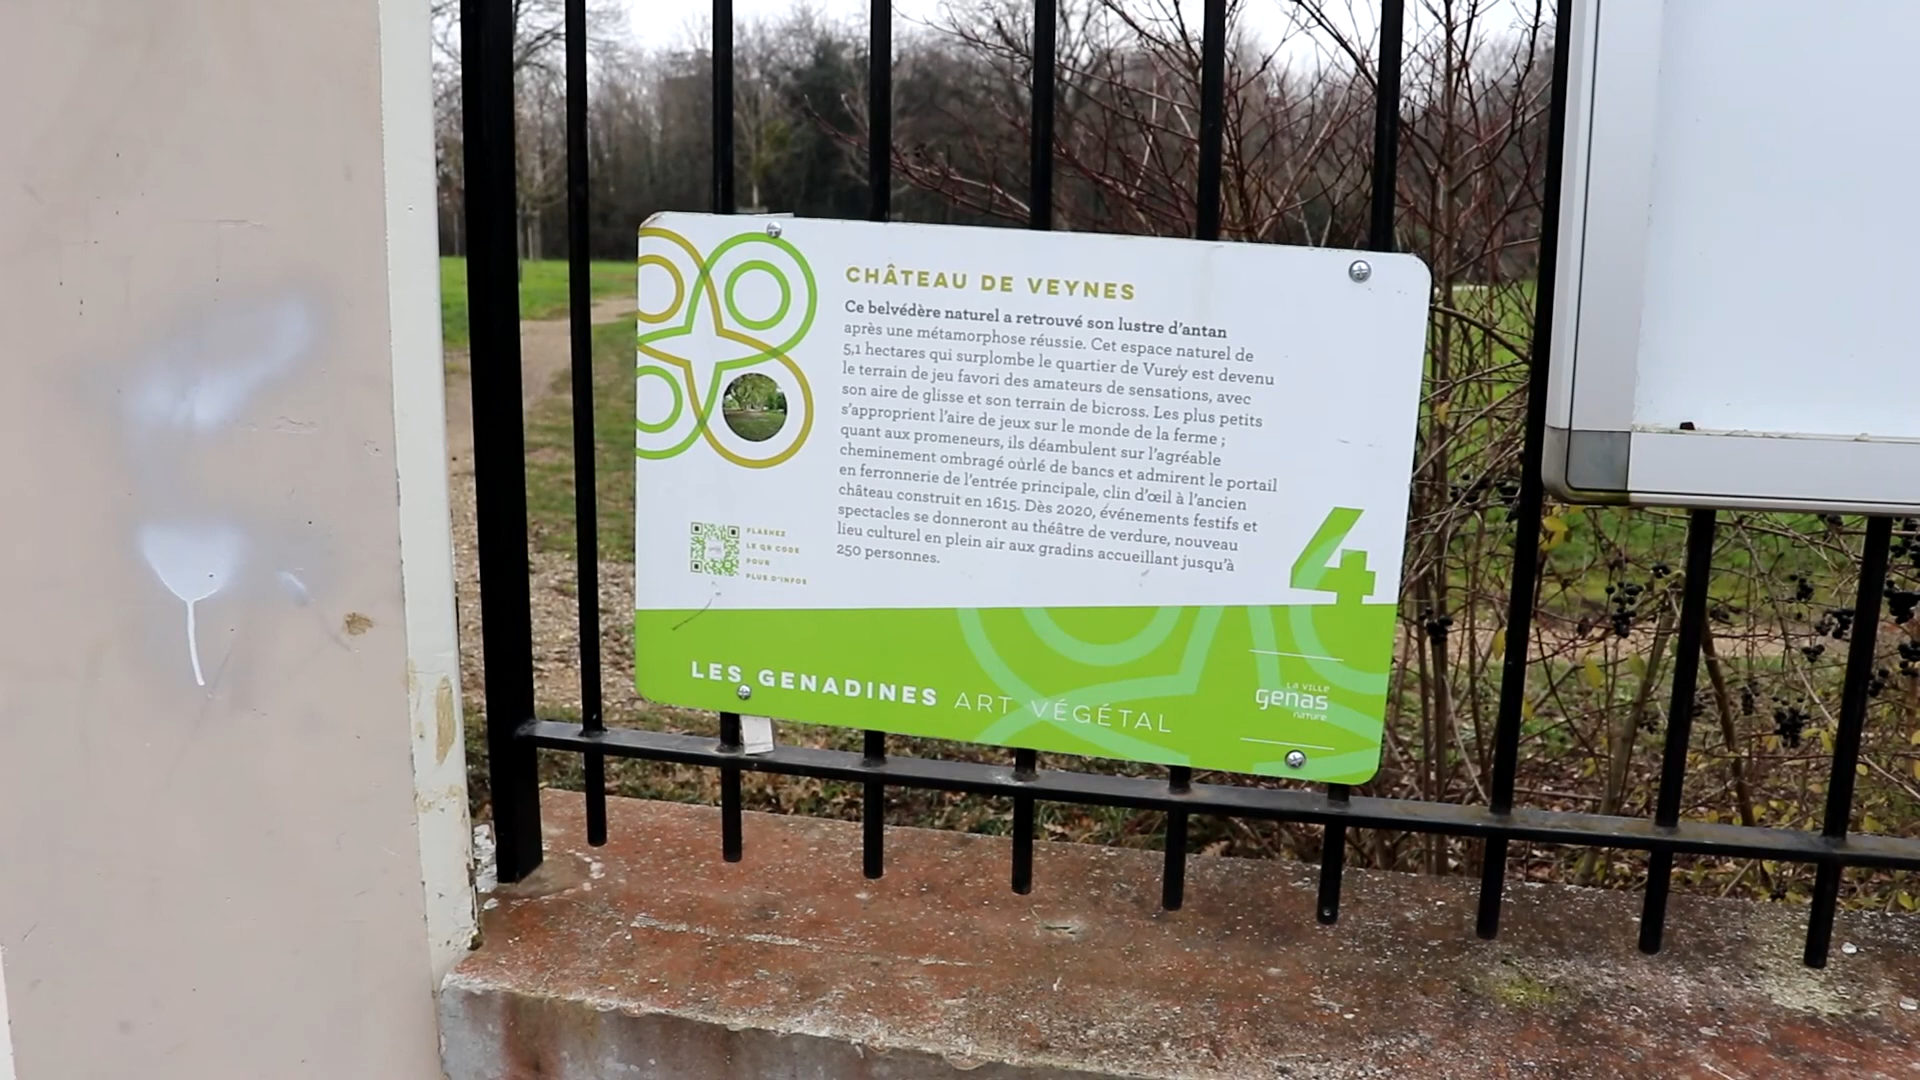 CHÂTEAU DE VEYNES
Ce belvédère naturel a retrouvé son lustre d'antan
après une métamorphose réussie. Cet espace naturel de
5,1 hectares qui surplombe le quartier de Vurey est devenu
le terrain de jeu favori des amateurs de sensations, avec
son aire de glisse et son terrain de bicross. Les plus petits
s'approprient l'aire de jeux sur le monde de la ferme ;
quant aux promeneurs, ils déambulent sur l'agréable
cheminement ombragé ourlé de bancs et admirent le portail
en ferronnerie de l'entrée principale, clin d'œil à l'ancien
château construit en 1615. Dès 2020, événements festifs et
spectacles se donneront au théâtre de verdure, nouveau
lieu culturel en plein air aux gradins accueillant jusqu'à
250 personnes.
FLASHEZ
LE QR CODE
POUR
PLUS D'INFOS
4
LES GENADINES ART VÉGÉTAL
LA VILLE
genas
nature